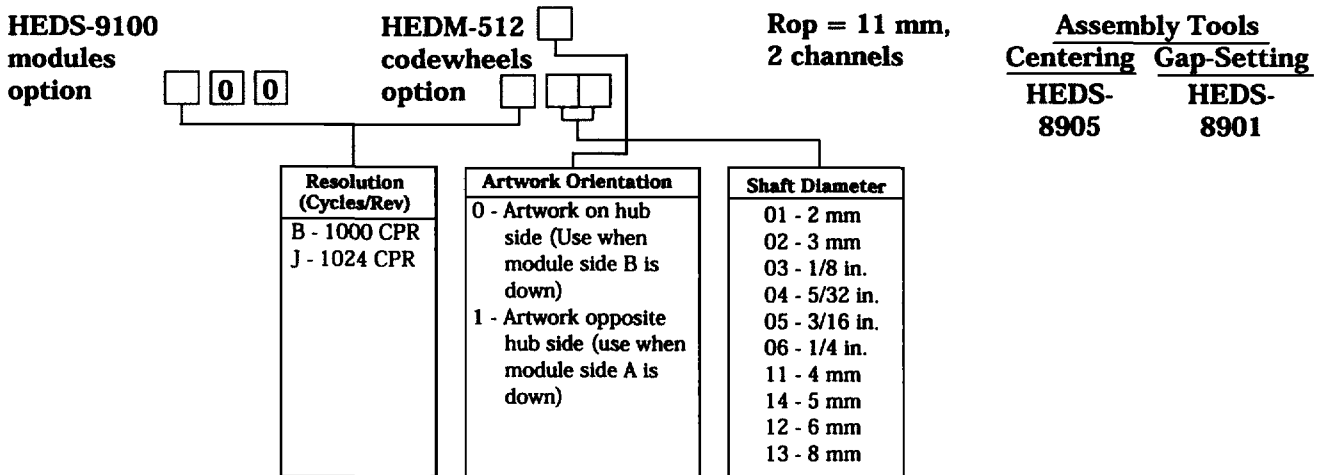 HEDS-9100
modules
option 0 0
HEDM-512
codewheels
option
Rop = 11 mm,
2 channels
Assembly Tools
Centering Gap-Setting
HEDS- HEDS-
8905 8901
Resolution
(Cycles/Rev)
B - 1000 CPR
J - 1024 CPR
Artwork Orientation
0 - Artwork on hub
side (Use when
module side B is
down)
1 - Artwork opposite
hub side (use when
module side A is
down)
Shaft Diameter
01 - 2 mm
02 - 3 mm
03 - 1/8 in.
04 - 5/32 in.
05 - 3/16 in.
06 - 1/4 in.
11 - 4 mm
14 - 5 mm
12 - 6 mm
13 - 8 mm